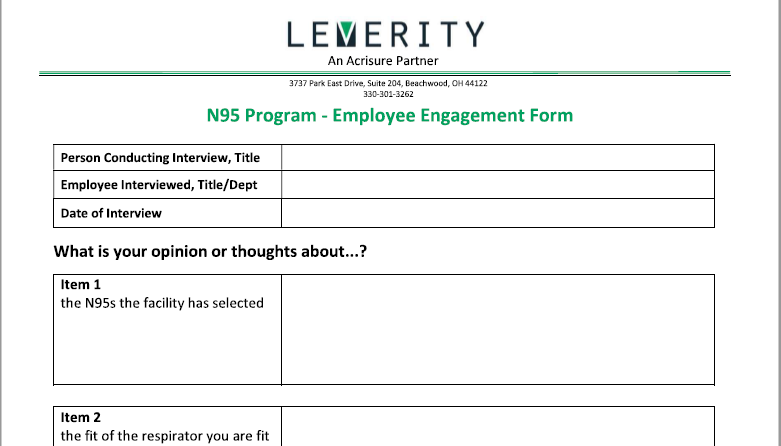 LEVERITY
An Acrisure Partner
3737 Park East Drive, Suite 204, Beachwood, OH 44122
330-301-3262
N95 Program - Employee Engagement Form
Person Conducting Interview, Title
Employee Interviewed, Title/Dept
Date of Interview
What is your opinion or thoughts about...?
Item 1
the N95s the facility has selected
Item 2
the fit of the respirator you are fit